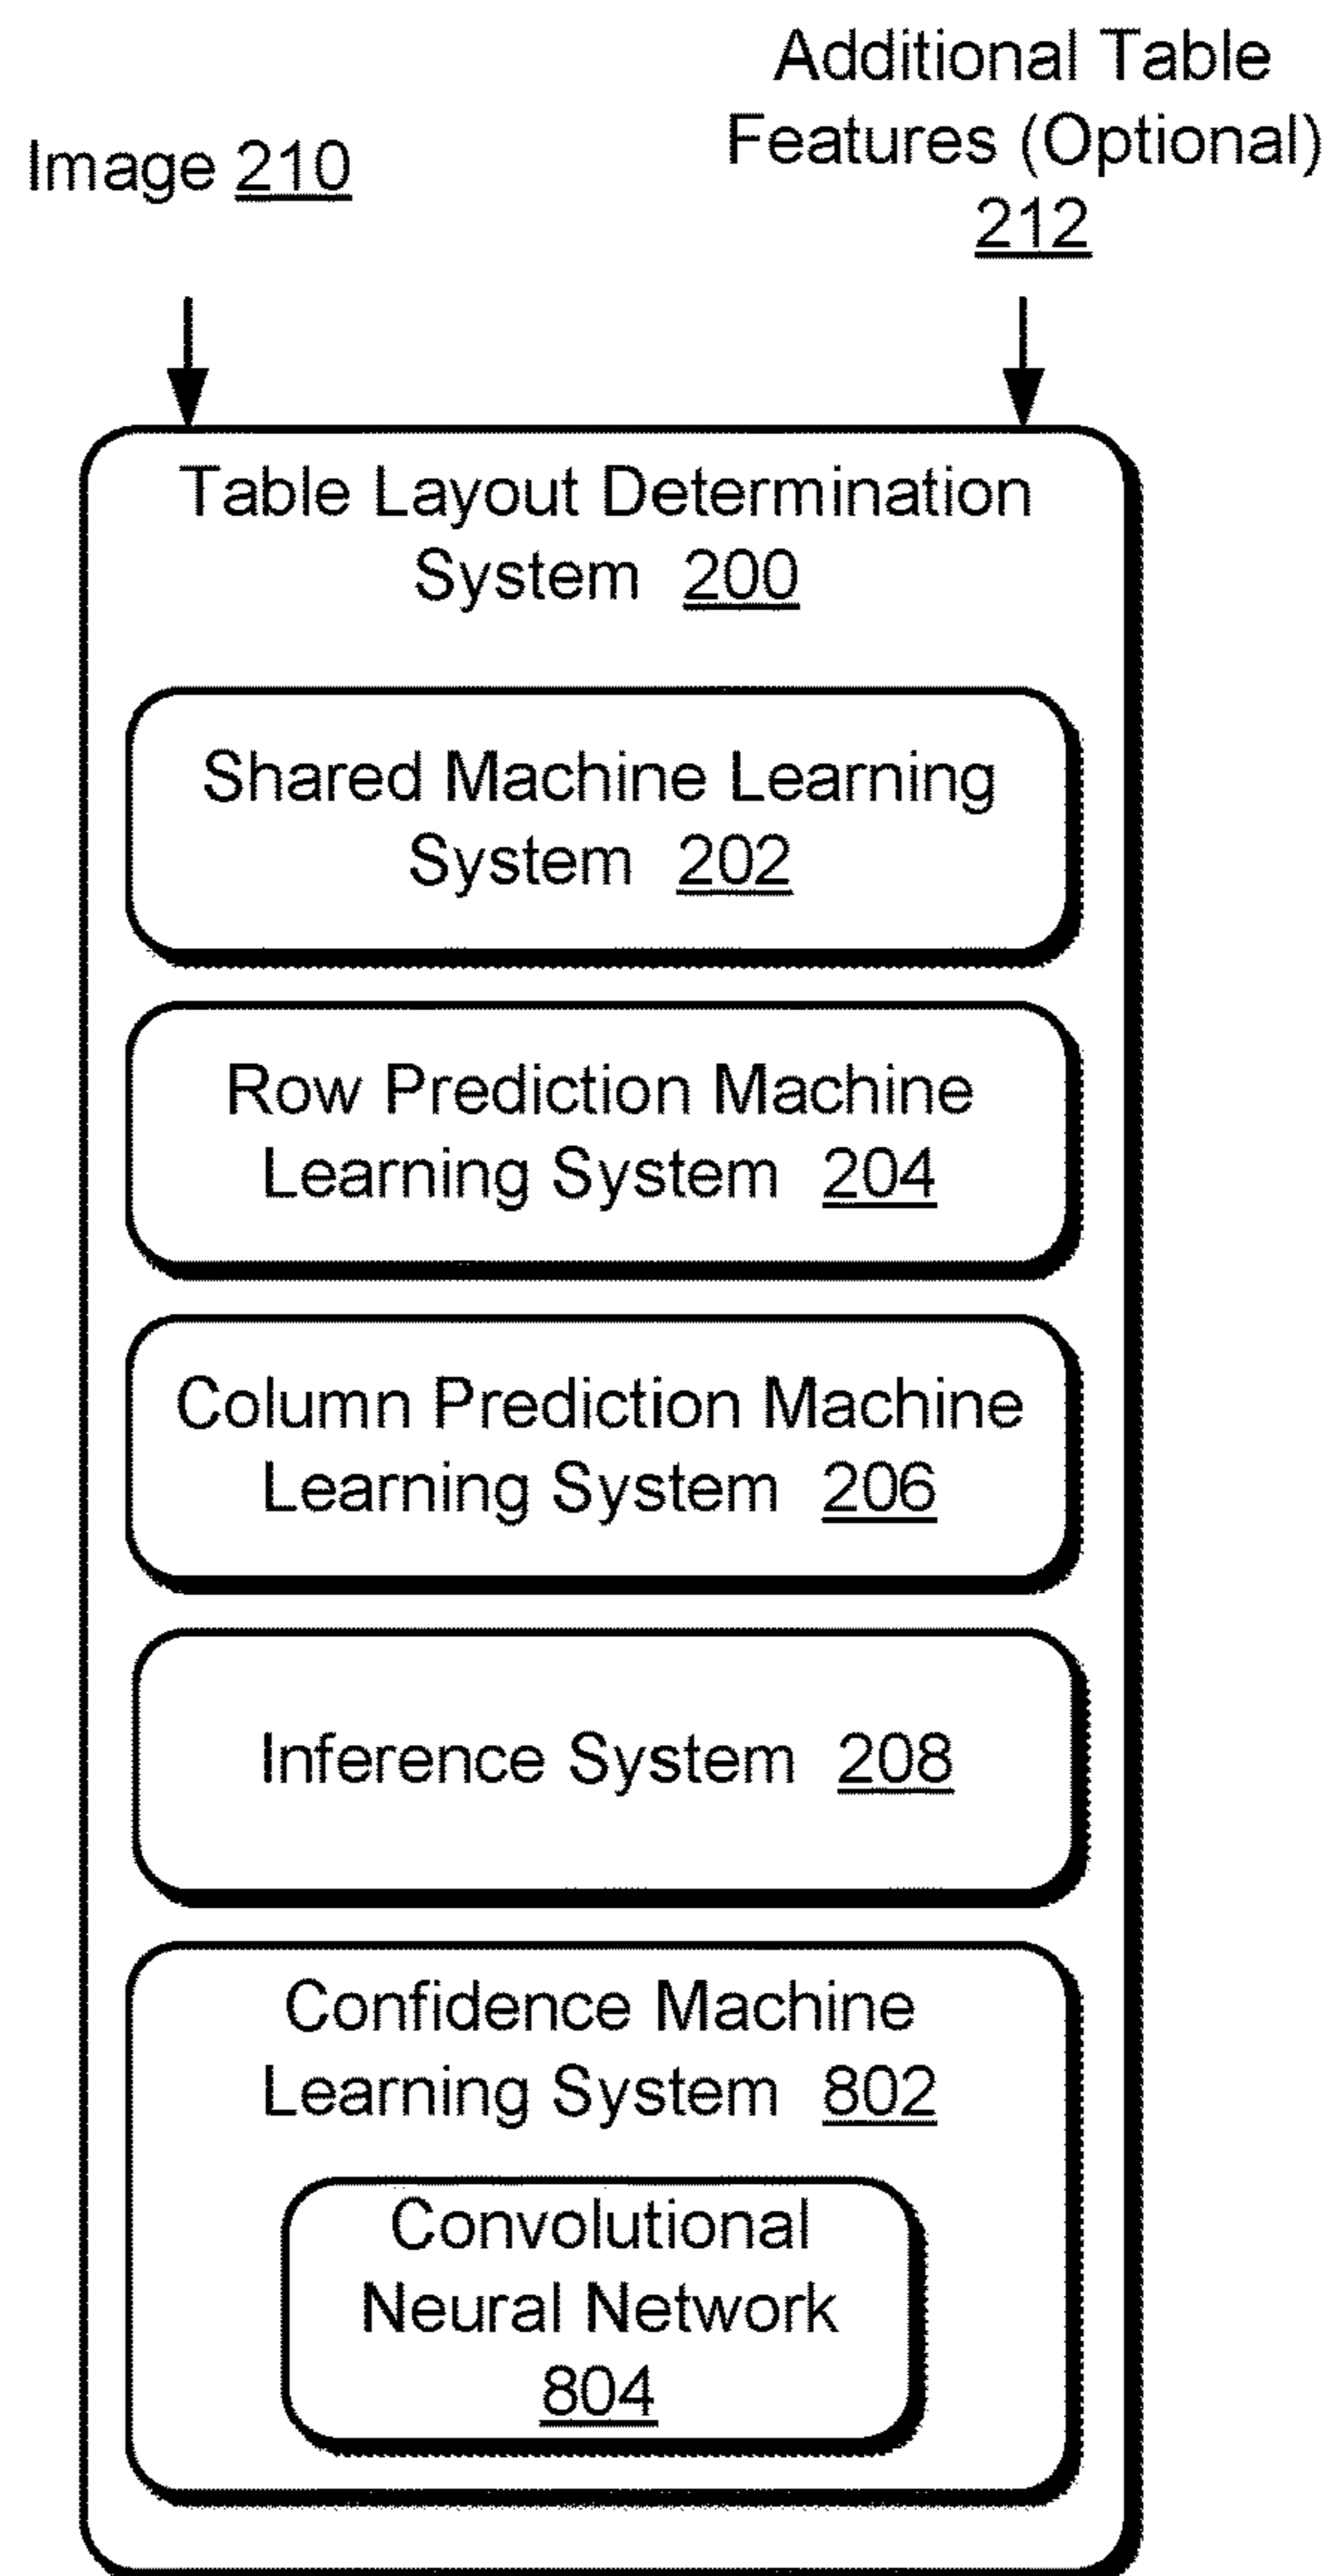 Image 210
Additional Table
Features (Optional)
212
Table Layout Determination
System 200
Shared Machine Learning
System 202
Row Prediction Machine
Learning System 204
Column Prediction Machine
Learning System 206
Inference System 208
Confidence Machine
Learning System 802
Convolutional
Neural Network
804